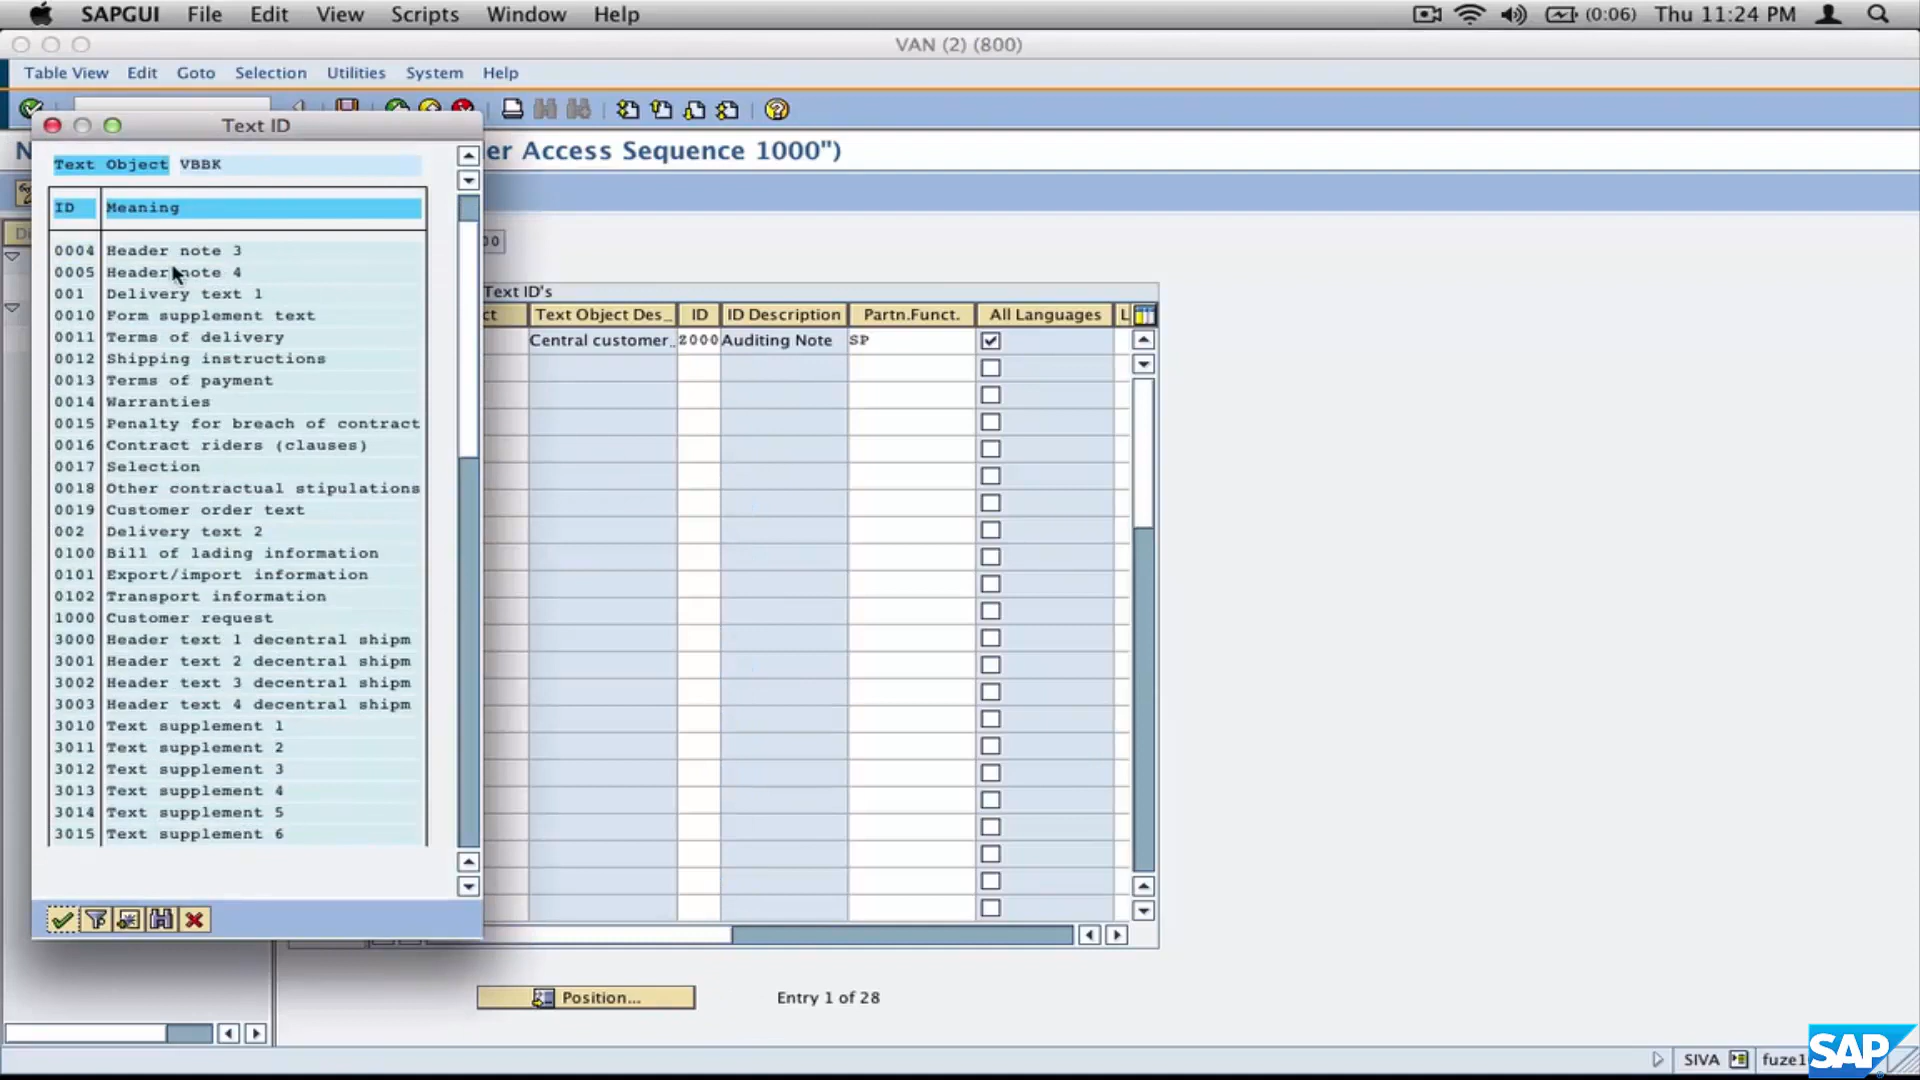 SAPGUI File Edit View Scripts Window Help (0:06) Thu 11:24 PM
VAN (2) (800)
Table View Edit Goto Selection Utilities System Help
Text ID
er Access Sequence 1000")
Text Object VBBK
ID Meaning
0004 Header note 3
0005 Header note 4
001 Delivery text 1
0010 Form supplement text
0011 Terms of delivery
0012 Shipping instructions
0013 Terms of payment
0014 Warranties
0015 Penalty for breach of contract
0016 Contract riders (clauses)
0017 Selection
0018 Other contractual stipulations
0019 Customer order text
002 Delivery text 2
0100 Bill of lading information
0101 Export/import information
0102 Transport information
1000 Customer request
3000 Header text 1 decentral shipm
3001 Header text 2 decentral shipm
3002 Header text 3 decentral shipm
3003 Header text 4 decentral shipm
3010 Text supplement 1
3011 Text supplement 2
3012 Text supplement 3
3013 Text supplement 4
3014 Text supplement 5
3015 Text supplement 6
00
Text ID's
ct Text Object Des_ ID ID Description Partn.Funct. All Languages L
Central customer.. Z000 Auditing Note SP
Position... Entry 1 of 28
SIVA fuze1
SAP